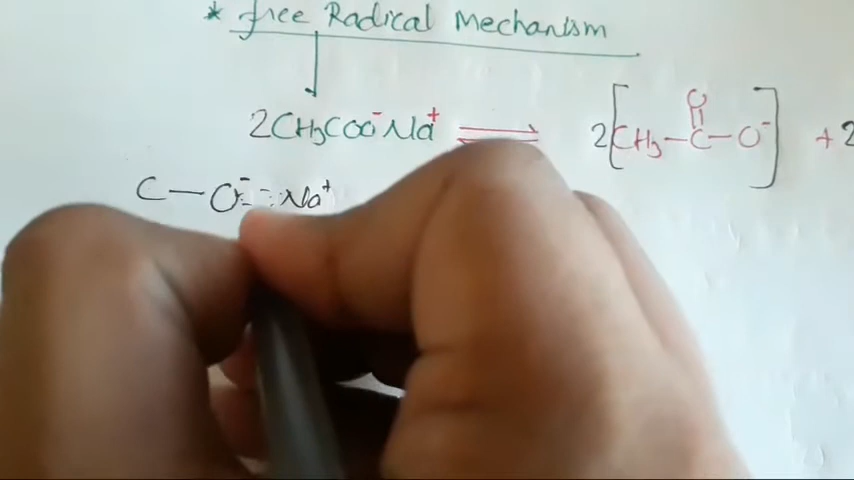 * free Radical Mechanism
O
2CH3COO⁻Na⁺ ⇌ 2[CH3—C—O⁻] + 2
C — O⁻ Na⁺